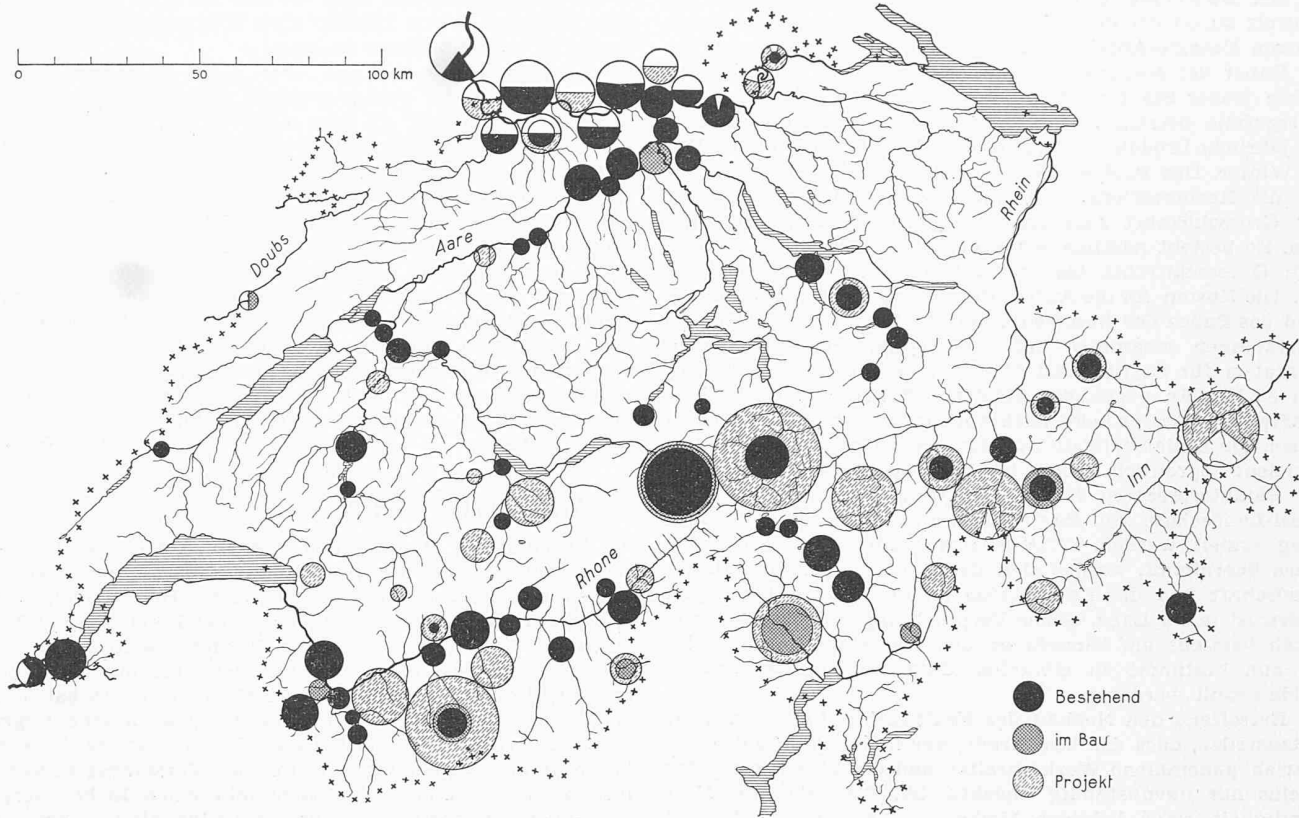 0 50 100 km
Rhein
Doubs
Aare
Inn
Rhone
Bestehend
im Bau
Projekt